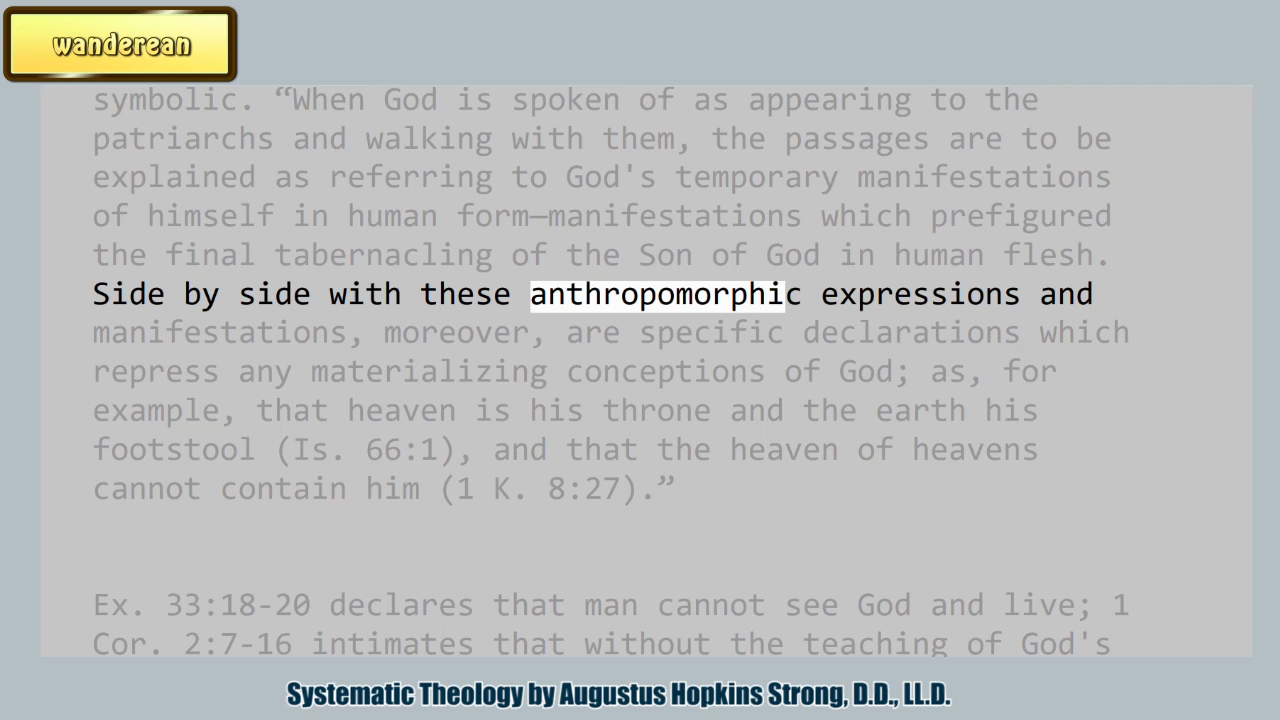 wanderean
symbolic. “When God is spoken of as appearing to the
patriarchs and walking with them, the passages are to be
explained as referring to God's temporary manifestations
of himself in human form—manifestations which prefigured
the final tabernacling of the Son of God in human flesh.
Side by side with these anthropomorphic expressions and
manifestations, moreover, are specific declarations which
repress any materializing conceptions of God; as, for
example, that heaven is his throne and the earth his
footstool (Is. 66:1), and that the heaven of heavens
cannot contain him (1 K. 8:27).”
Ex. 33:18-20 declares that man cannot see God and live; 1
Cor. 2:7-16 intimates that without the teaching of God's
Systematic Theology by Augustus Hopkins Strong, D.D., LL.D.